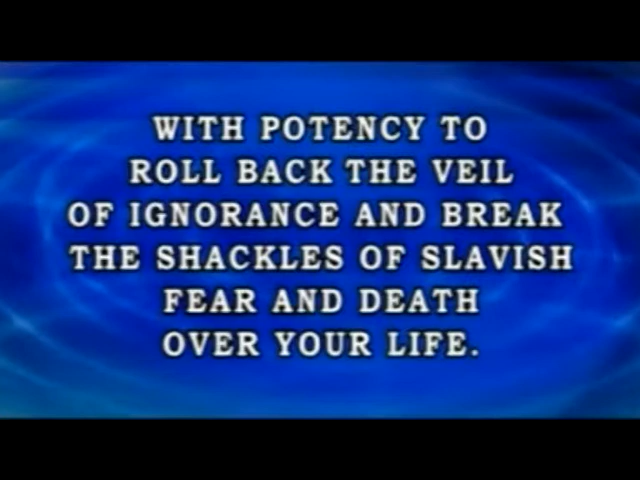 WITH POTENCY TO
ROLL BACK THE VEIL
OF IGNORANCE AND BREAK
THE SHACKLES OF SLAVISH
FEAR AND DEATH
OVER YOUR LIFE.